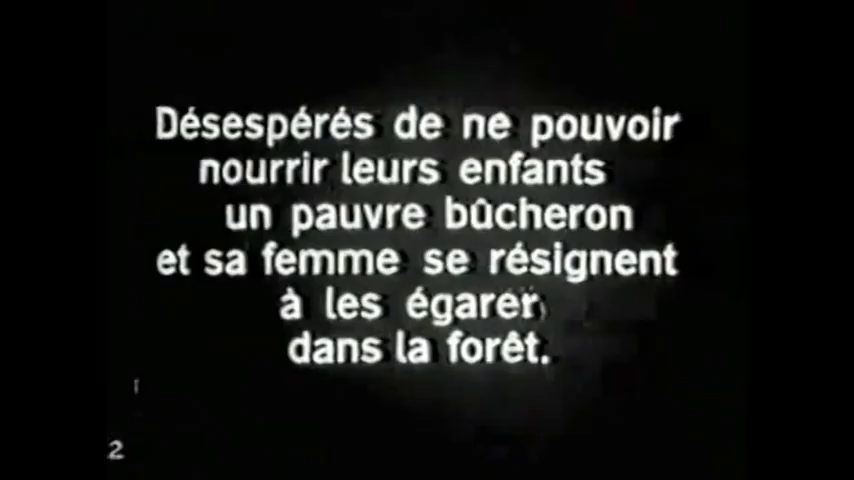 Désespérés de ne pouvoir
nourrir leurs enfants
un pauvre bûcheron
et sa femme se résignent
à les égarer
dans la forêt.
2